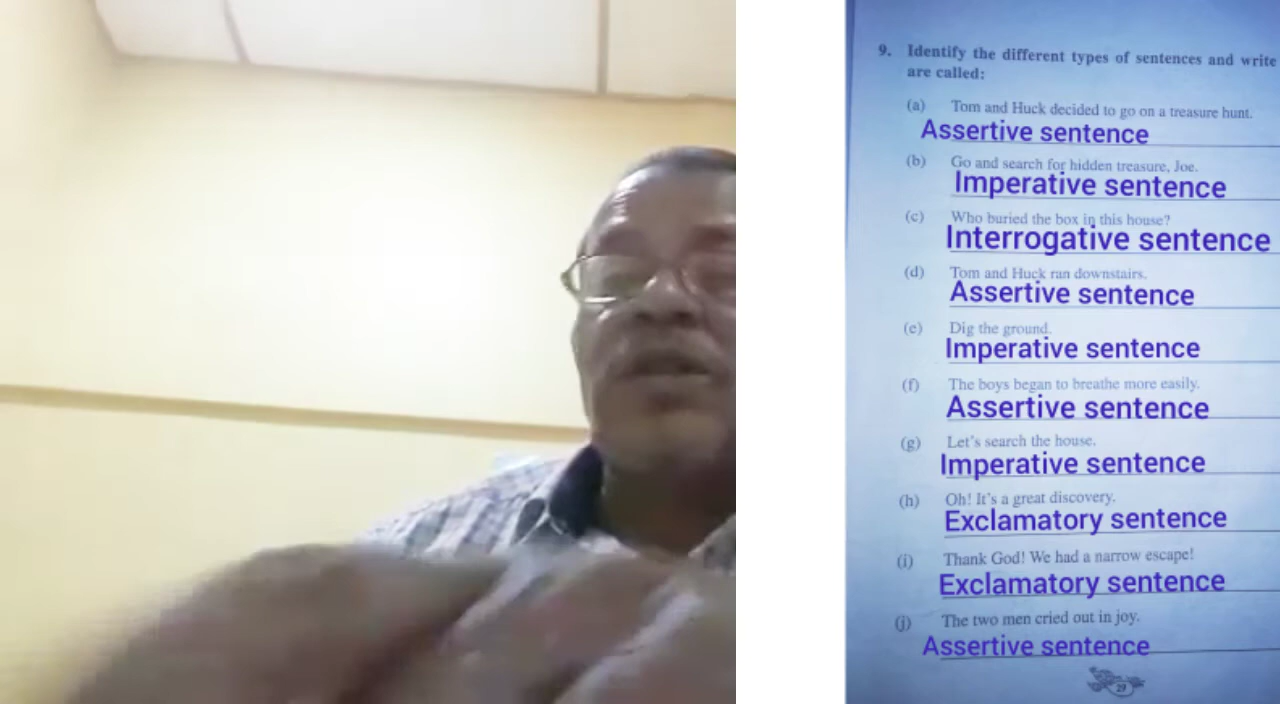 9. Identify the different types of sentences and write
are called:
(a) Tom and Huck decided to go on a treasure hunt.
Assertive sentence
(b) Go and search for hidden treasure, Joe.
Imperative sentence
(c) Who buried the box in this house?
Interrogative sentence
(d) Tom and Huck ran downstairs.
Assertive sentence
(e) Dig the ground.
Imperative sentence
(f) The boys began to breathe more easily.
Assertive sentence
(g) Let's search the house.
Imperative sentence
(h) Oh! It's a great discovery.
Exclamatory sentence
(i) Thank God! We had a narrow escape!
Exclamatory sentence
(j) The two men cried out in joy.
Assertive sentence
29